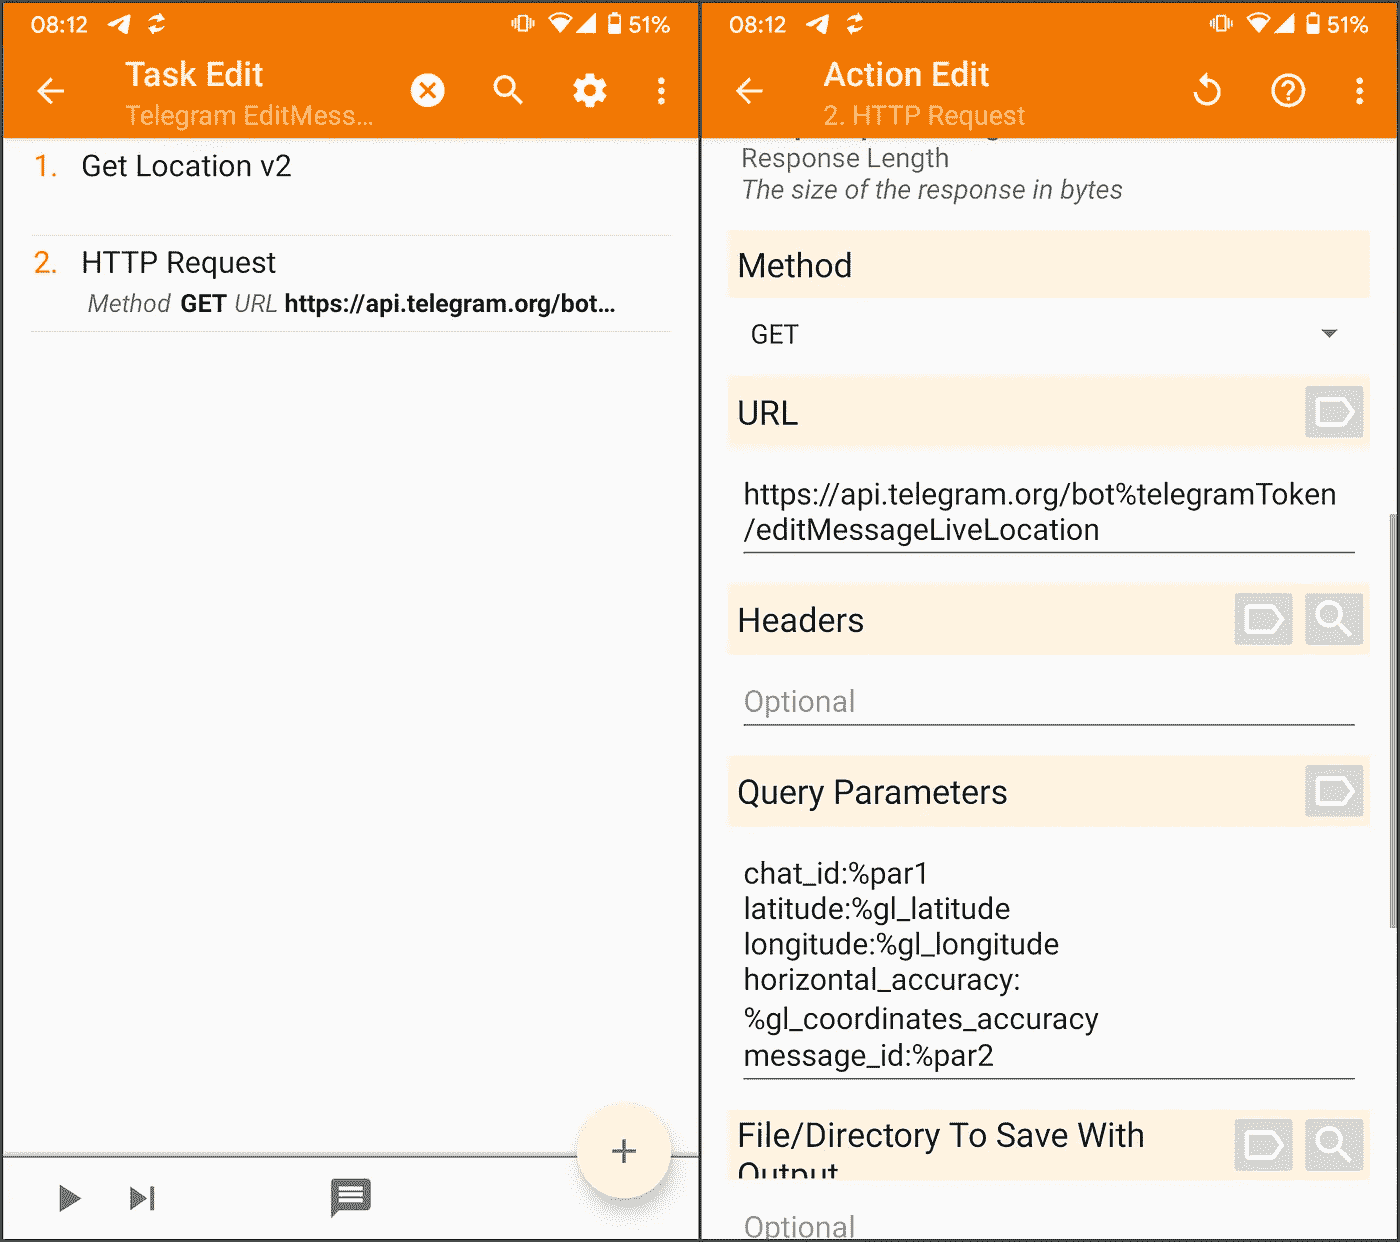 08:12
51%
Task Edit
Telegram EditMess...
1. Get Location v2
2. HTTP Request
Method GET URL https://api.telegram.org/bot...
08:12
51%
Action Edit
2. HTTP Request
Response Length
The size of the response in bytes
Method
GET
URL
https://api.telegram.org/bot%telegramToken
/editMessageLiveLocation
Headers
Optional
Query Parameters
chat_id:%par1
latitude:%gl_latitude
longitude:%gl_longitude
horizontal_accuracy:
%gl_coordinates_accuracy
message_id:%par2
File/Directory To Save With
Output
Optional